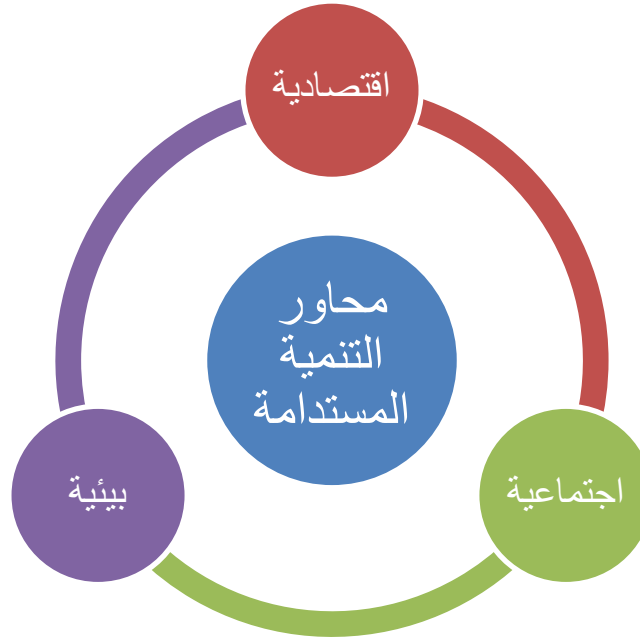 اقتصادية
محاور
التنمية
المستدامة
اجتماعية
بيئية